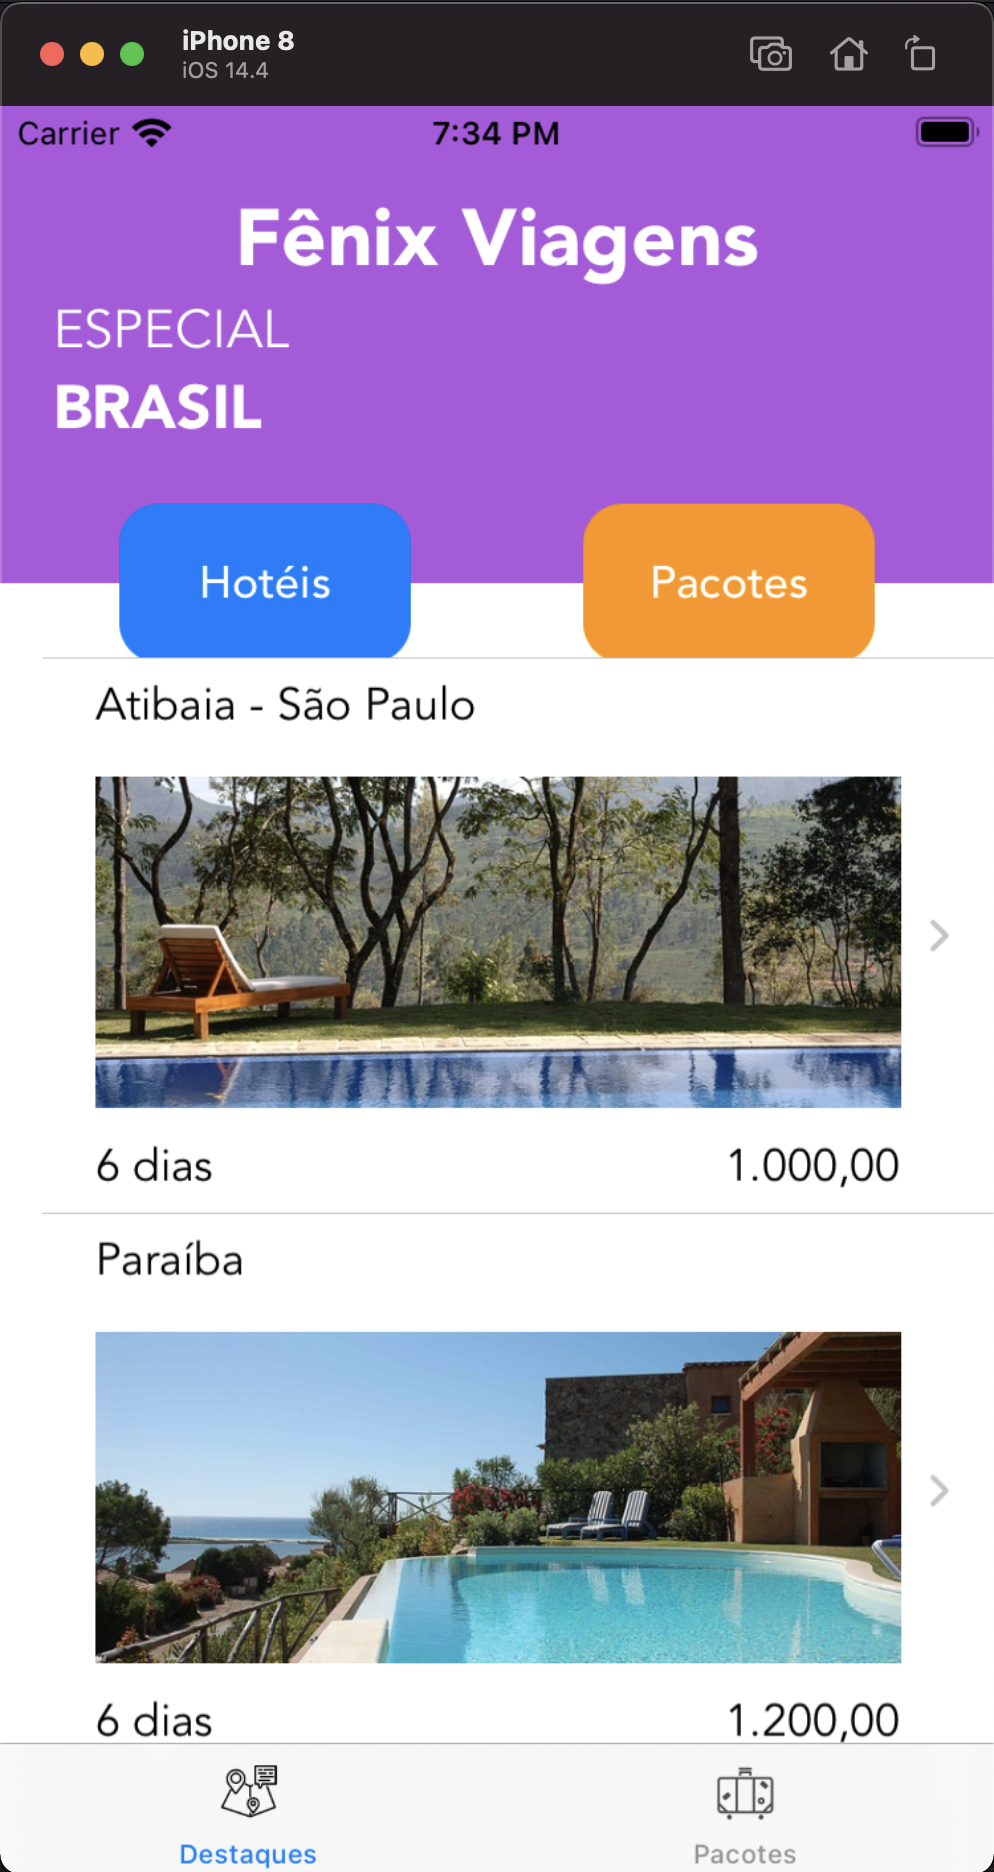 iPhone 8
iOS 14.4
Carrier 7:34 PM
Fênix Viagens
ESPECIAL
BRASIL
Hotéis Pacotes
Atibaia - São Paulo
6 dias 1.000,00
Paraíba
6 dias 1.200,00
Destaques Pacotes